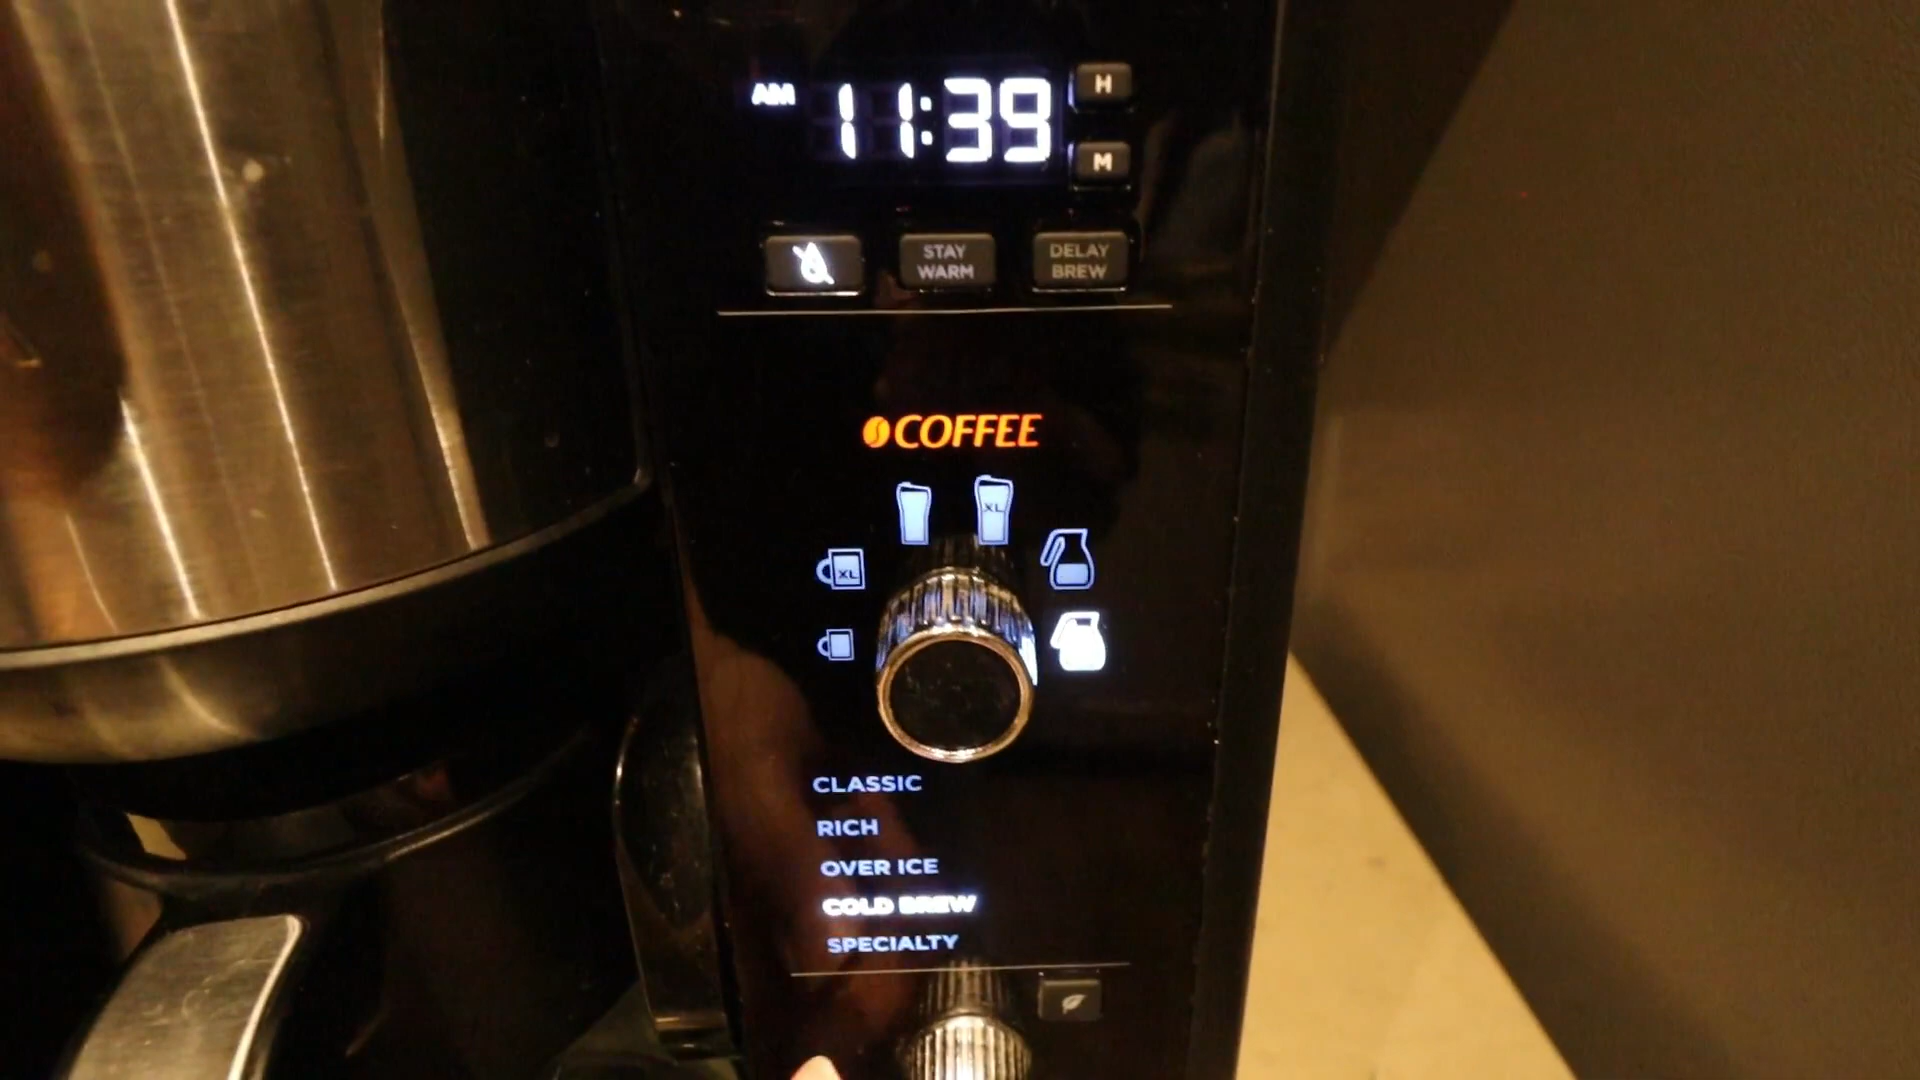 AM 11:39 H
M
STAY WARM
DELAY BREW
COFFEE
XL
XL
CLASSIC
RICH
OVER ICE
COLD BREW
SPECIALTY